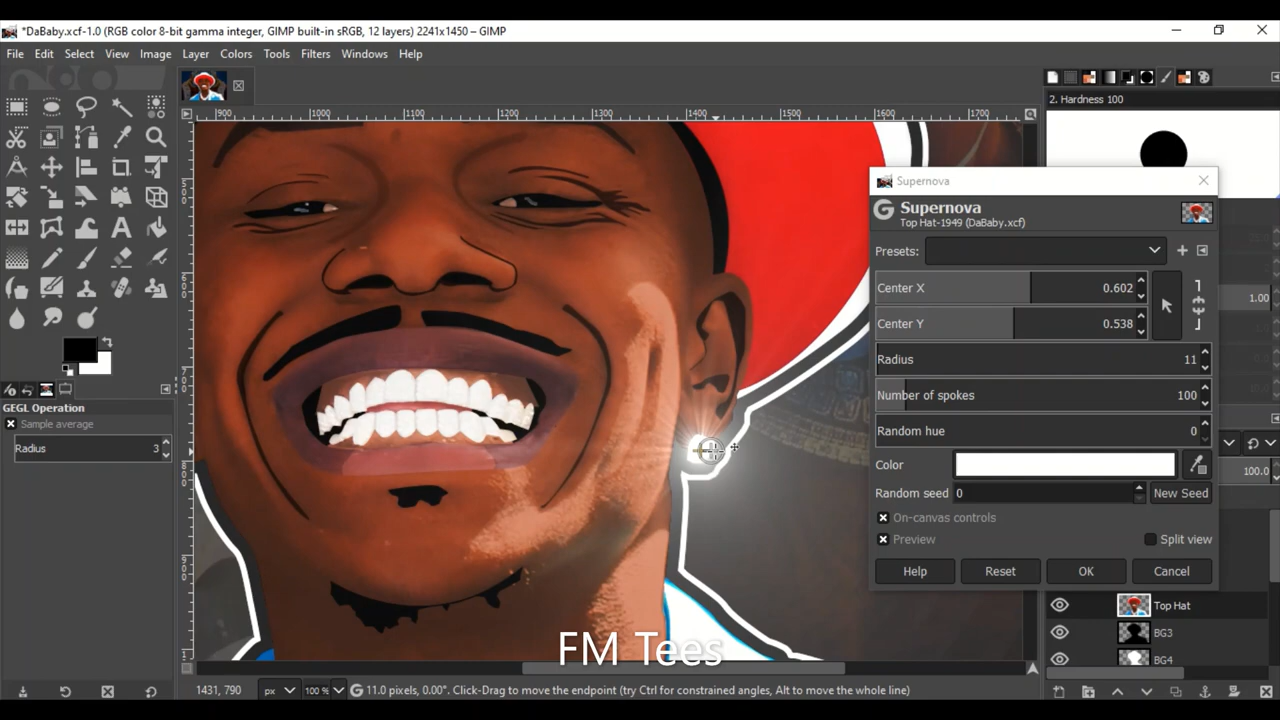 *DaBaby.xcf-1.0 (RGB color 8-bit gamma integer, GIMP built-in sRGB, 12 layers) 2241x1450 – GIMP
File Edit Select View Image Layer Colors Tools Filters Windows Help
2. Hardness 100
900 1000 1100 1200 1300 1400 1500 1600 1700
Supernova
Supernova
Top Hat-1949 (DaBaby.xcf)
Presets:
Center X 0.602
1.00
Center Y 0.538
Radius 11
Number of spokes 100
GEGL Operation
Sample average
Random hue 0
Radius 3
Color
100.0
Random seed 0 New Seed
On-canvas controls
Preview Split view
Help Reset OK Cancel
Top Hat
BG3
FM Tees
BG4
1431, 790 px 100 % 11.0 pixels, 0.00°. Click-Drag to move the endpoint (try Ctrl for constrained angles, Alt to move the whole line)